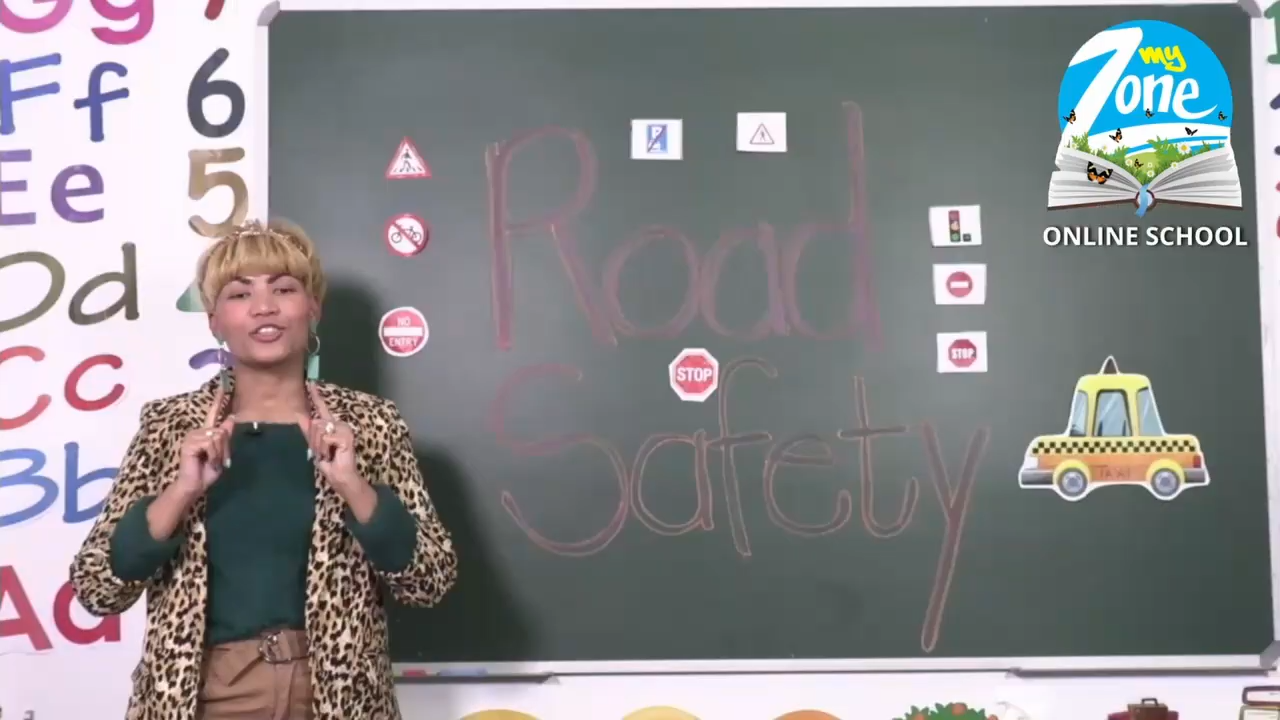 Gg 7
Ff 6
Ee 5
Dd
Cc
Bb
Aa
Road
Safety
P
NO
ENTRY
STOP
STOP
TAXI
my
Zone
ONLINE SCHOOL